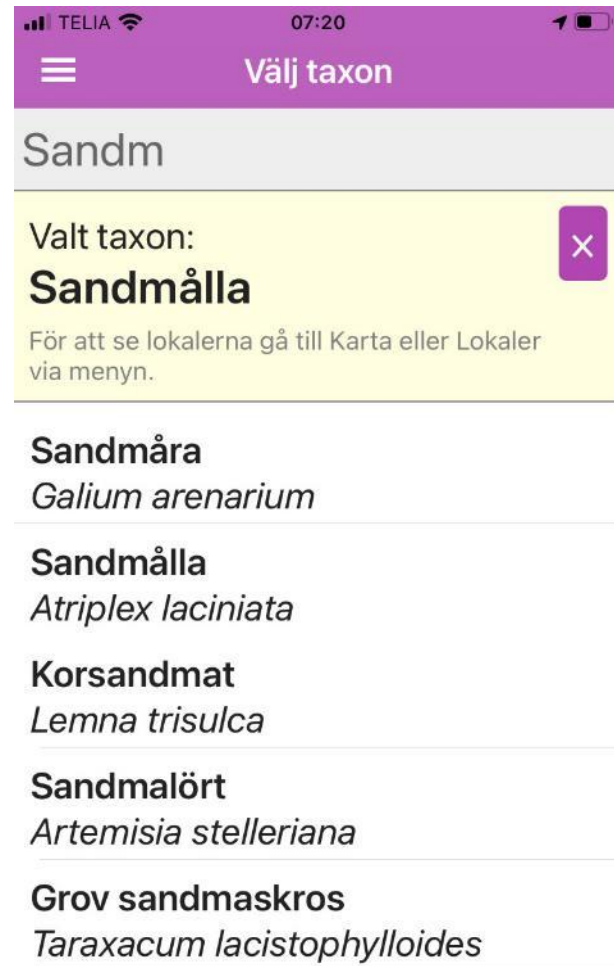 TELIA 07:20
Välj taxon
Sandm
Valt taxon:
Sandmålla
För att se lokalerna gå till Karta eller Lokaler
via menyn.
Sandmåra
Galium arenarium
Sandmålla
Atriplex laciniata
Korsandmat
Lemna trisulca
Sandmalört
Artemisia stelleriana
Grov sandmaskros
Taraxacum lacistophylloides